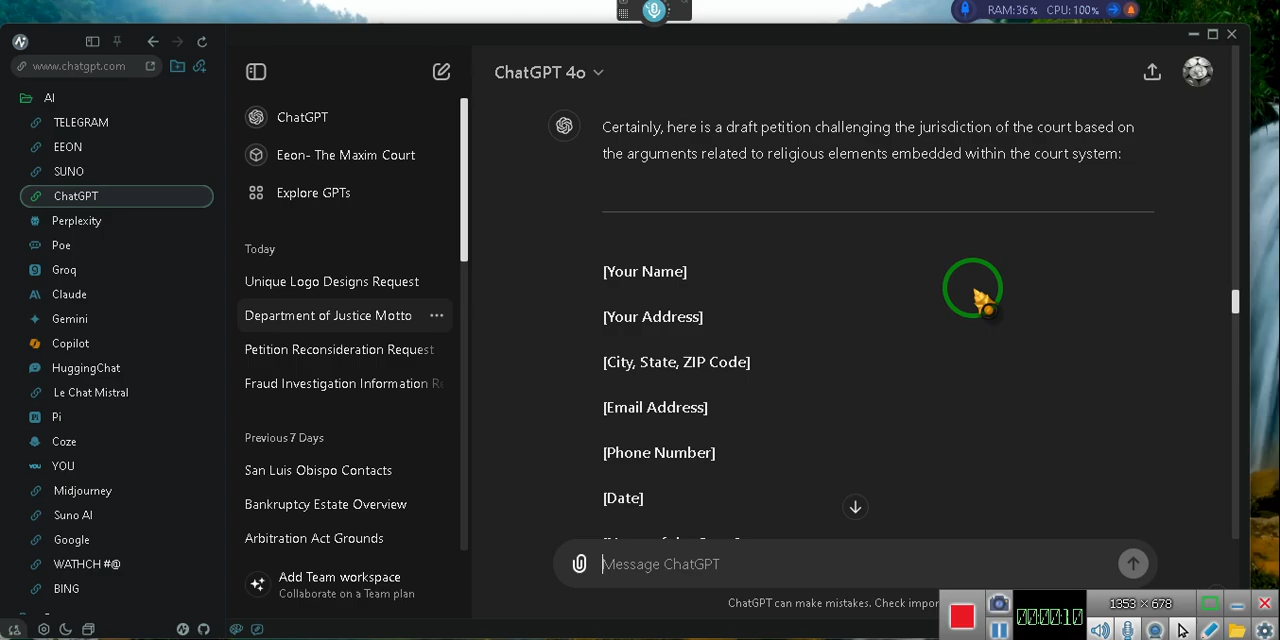 RAM:36% CPU:100%
www.chatgpt.com
AI
TELEGRAM
EEON
SUNO
ChatGPT
Perplexity
Poe
Groq
Claude
Gemini
Copilot
HuggingChat
Le Chat Mistral
Pi
Coze
YOU
Midjourney
Suno AI
Google
WATHCH #@
BING
ChatGPT
Eeon- The Maxim Court
Explore GPTs
Today
Unique Logo Designs Request
Department of Justice Motto
Petition Reconsideration Request
Fraud Investigation Information Re
Previous 7 Days
San Luis Obispo Contacts
Bankruptcy Estate Overview
Arbitration Act Grounds
Add Team workspace
Collaborate on a Team plan
ChatGPT 4o
Certainly, here is a draft petition challenging the jurisdiction of the court based on
the arguments related to religious elements embedded within the court system:
[Your Name]
[Your Address]
[City, State, ZIP Code]
[Email Address]
[Phone Number]
[Date]
Message ChatGPT
ChatGPT can make mistakes. Check impor
1353 × 678